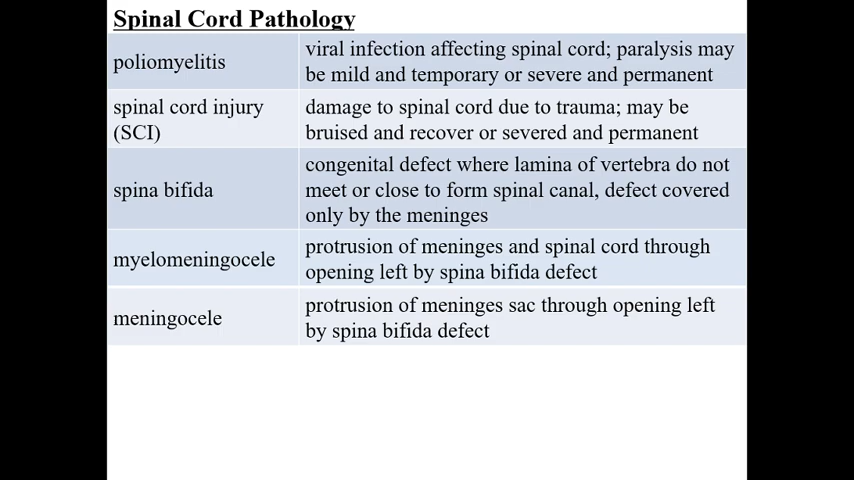 Spinal Cord Pathology
poliomyelitis
viral infection affecting spinal cord; paralysis may
be mild and temporary or severe and permanent
spinal cord injury
(SCI)
damage to spinal cord due to trauma; may be
bruised and recover or severed and permanent
spina bifida
congenital defect where lamina of vertebra do not
meet or close to form spinal canal, defect covered
only by the meninges
myelomeningocele
protrusion of meninges and spinal cord through
opening left by spina bifida defect
meningocele
protrusion of meninges sac through opening left
by spina bifida defect